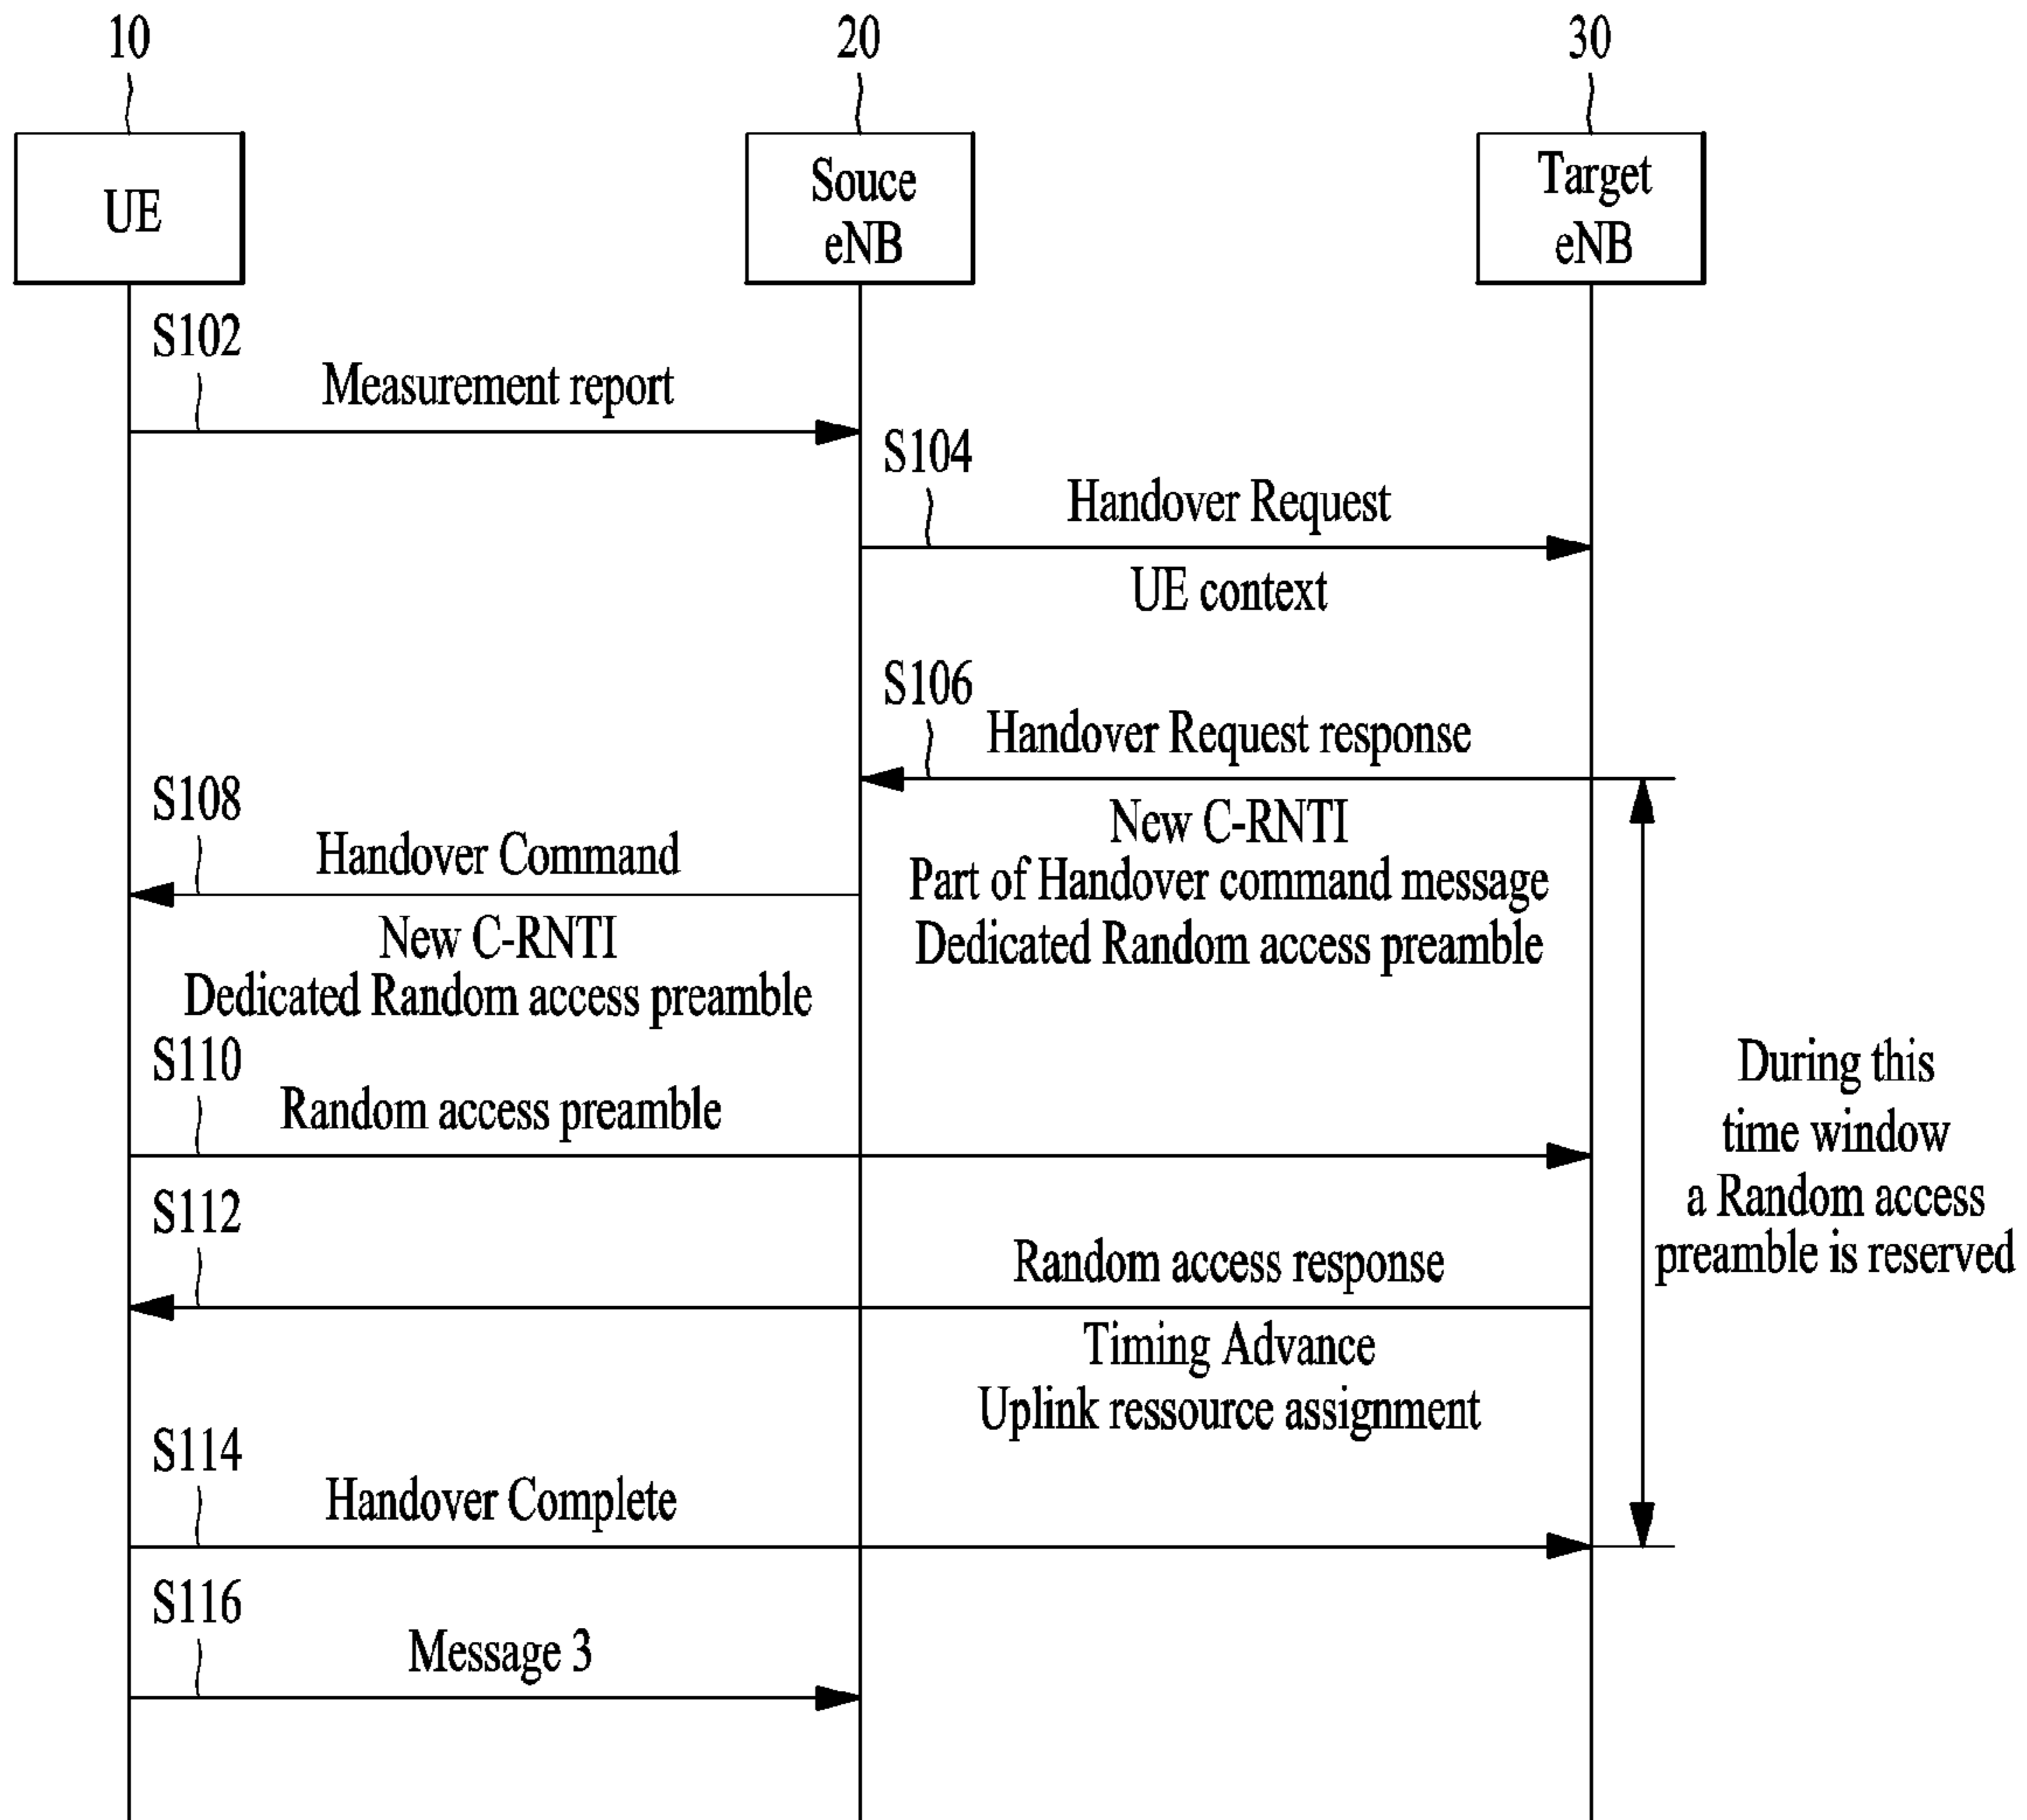 10
20
30
UE
Souce
eNB
Target
eNB
S102
Measurement report
S104
Handover Request
UE context
S106
Handover Request response
New C-RNTI
Part of Handover command message
Dedicated Random access preamble
S108
Handover Command
New C-RNTI
Dedicated Random access preamble
S110
Random access preamble
During this
time window
a Random access
preamble is reserved
S112
Random access response
Timing Advance
Uplink ressource assignment
S114
Handover Complete
S116
Message 3